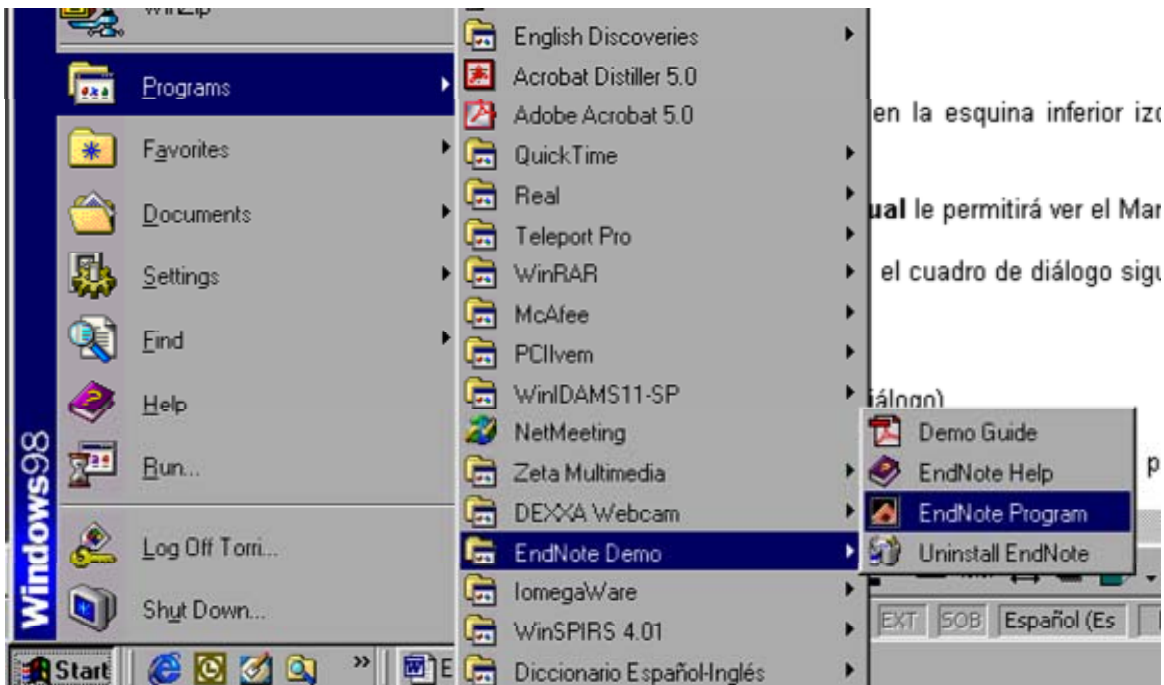 WinZip
Programs
Favorites
Documents
Settings
Find
Help
Run...
Log Off Torri...
Shut Down...
Windows98
Start
»
E
English Discoveries
Acrobat Distiller 5.0
Adobe Acrobat 5.0
QuickTime
Real
Teleport Pro
WinRAR
McAfee
PCIIvem
WinIDAMS11-SP
NetMeeting
Zeta Multimedia
DEXXA Webcam
EndNote Demo
IomegaWare
WinSPIRS 4.01
Diccionario Español-Inglés
Demo Guide
EndNote Help
EndNote Program
Uninstall EndNote
en la esquina inferior izq
ual le permitirá ver el Man
el cuadro de diálogo sigu
iálogo)
p
EXT SOB Español (Es